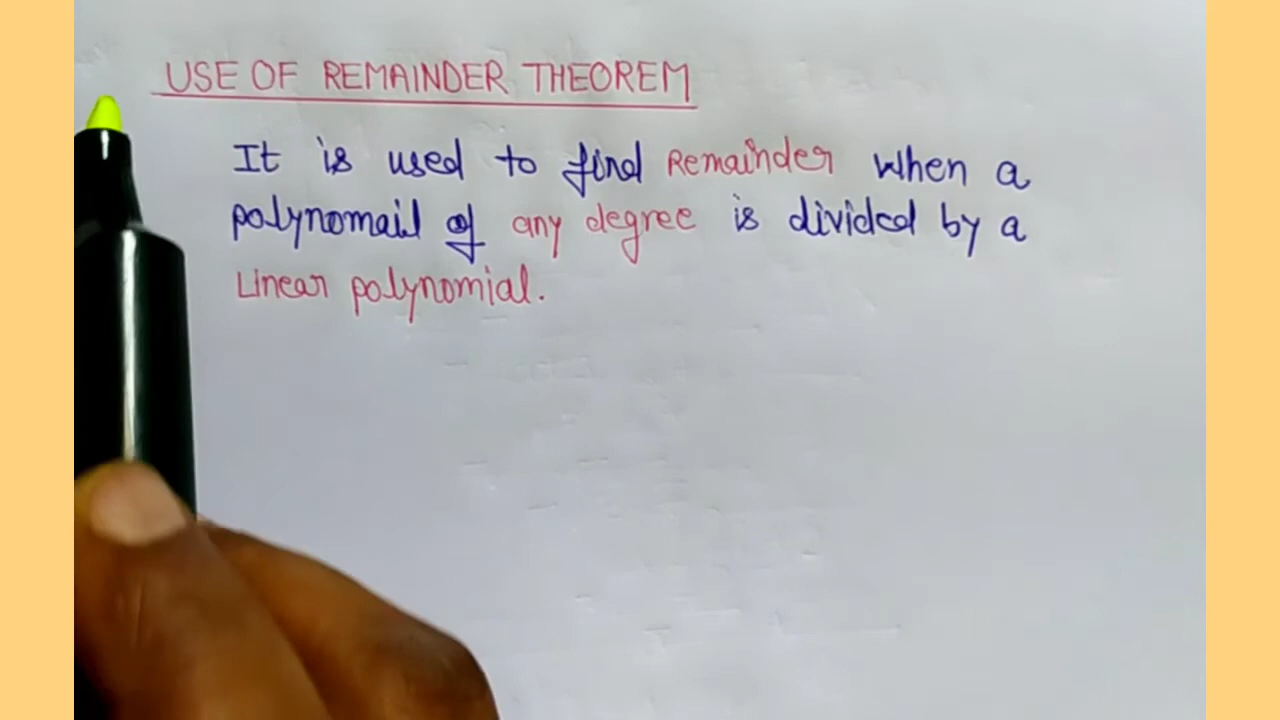 USE OF REMAINDER THEOREM
It is used to find Remainder when a
polynomail of any degree is divided by a
Linear polynomial.